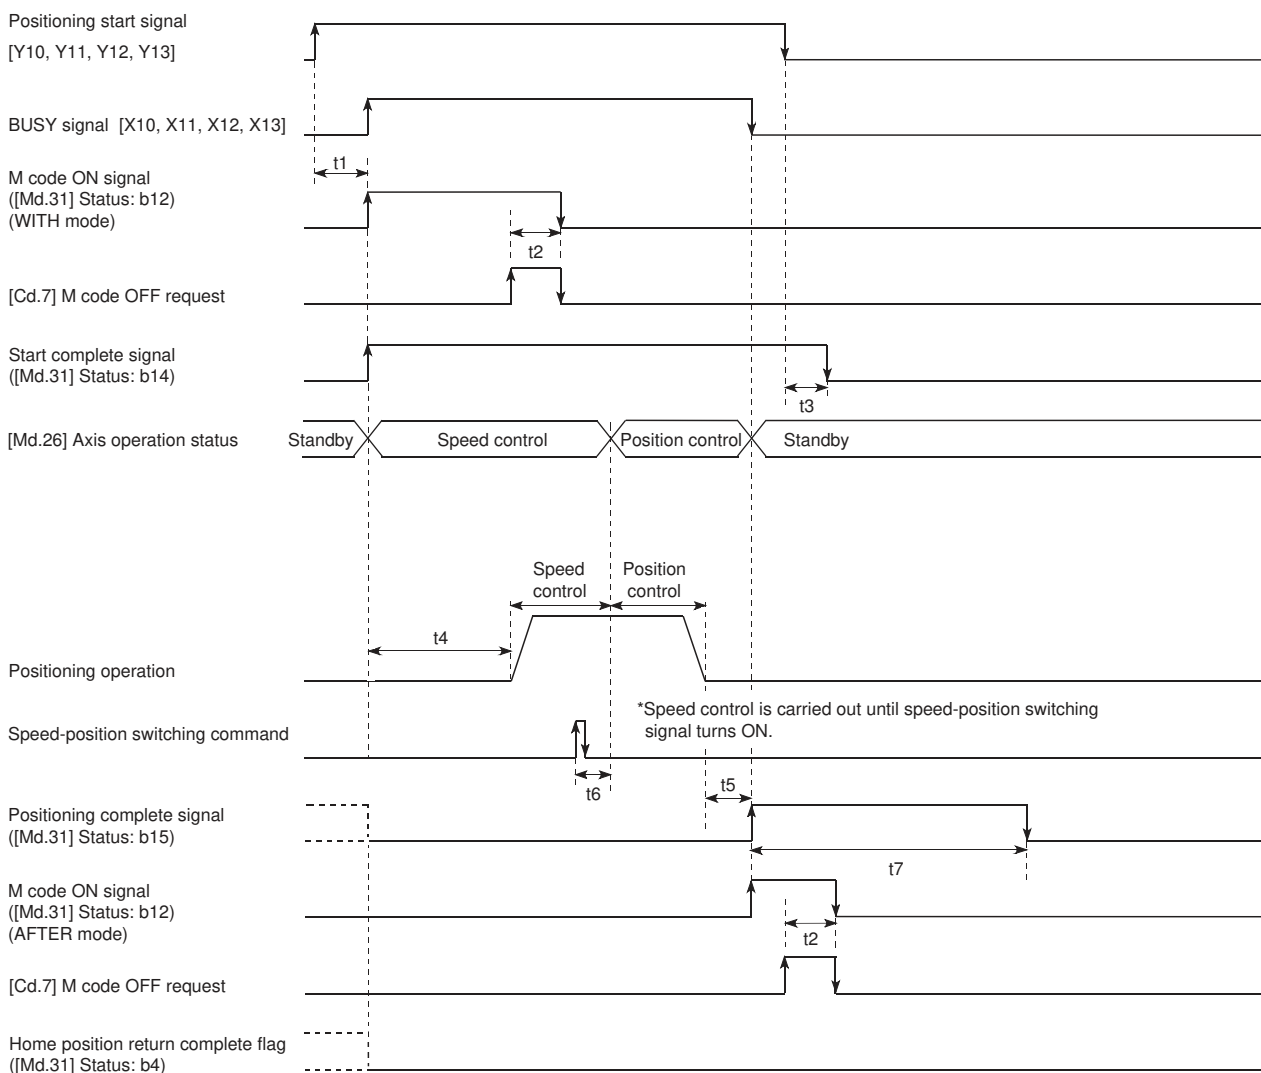 Positioning start signal
[Y10, Y11, Y12, Y13]
BUSY signal [X10, X11, X12, X13]
t1
M code ON signal
([Md.31] Status: b12)
(WITH mode)
t2
[Cd.7] M code OFF request
Start complete signal
([Md.31] Status: b14)
t3
[Md.26] Axis operation status
Standby
Speed control
Position control
Standby
Speed
control
Position
control
t4
Positioning operation
*Speed control is carried out until speed-position switching
signal turns ON.
Speed-position switching command
t6
t5
Positioning complete signal
([Md.31] Status: b15)
t7
M code ON signal
([Md.31] Status: b12)
(AFTER mode)
t2
[Cd.7] M code OFF request
Home position return complete flag
([Md.31] Status: b4)